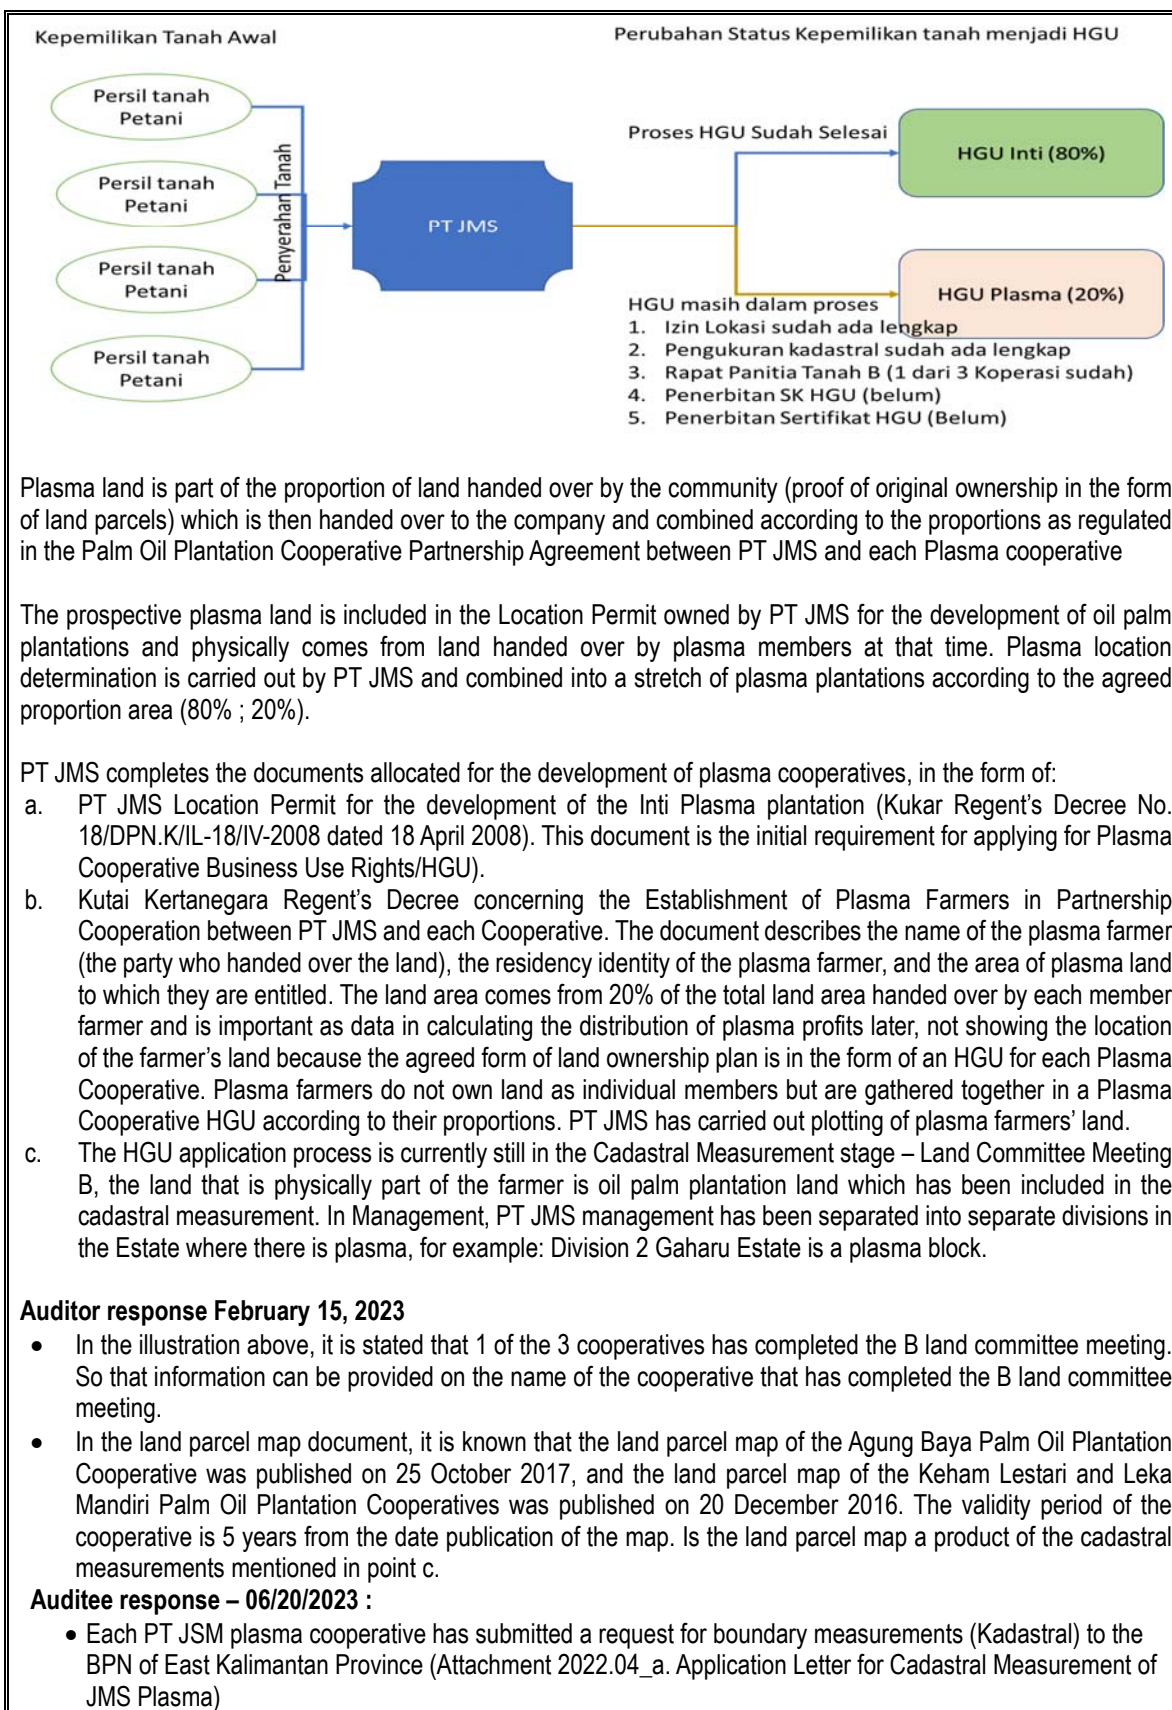 Kepemilikan Tanah Awal
Perubahan Status Kepemilikan tanah menjadi HGU
Persil tanah
Petani
Persil tanah
Petani
Persil tanah
Petani
Persil tanah
Petani
Penyerahan Tanah
PT JMS
Proses HGU Sudah Selesai
HGU Inti (80%)
HGU Plasma (20%)
HGU masih dalam proses
1. Izin Lokasi sudah ada lengkap
2. Pengukuran kadastral sudah ada lengkap
3. Rapat Panitia Tanah B (1 dari 3 Koperasi sudah)
4. Penerbitan SK HGU (belum)
5. Penerbitan Sertifikat HGU (Belum)
Plasma land is part of the proportion of land handed over by the community (proof of original ownership in the form
of land parcels) which is then handed over to the company and combined according to the proportions as regulated
in the Palm Oil Plantation Cooperative Partnership Agreement between PT JMS and each Plasma cooperative
The prospective plasma land is included in the Location Permit owned by PT JMS for the development of oil palm
plantations and physically comes from land handed over by plasma members at that time. Plasma location
determination is carried out by PT JMS and combined into a stretch of plasma plantations according to the agreed
proportion area (80% ; 20%).
PT JMS completes the documents allocated for the development of plasma cooperatives, in the form of:
a. PT JMS Location Permit for the development of the Inti Plasma plantation (Kukar Regent's Decree No.
18/DPN.K/IL-18/IV-2008 dated 18 April 2008). This document is the initial requirement for applying for Plasma
Cooperative Business Use Rights/HGU).
b. Kutai Kertanegara Regent's Decree concerning the Establishment of Plasma Farmers in Partnership
Cooperation between PT JMS and each Cooperative. The document describes the name of the plasma farmer
(the party who handed over the land), the residency identity of the plasma farmer, and the area of plasma land
to which they are entitled. The land area comes from 20% of the total land area handed over by each member
farmer and is important as data in calculating the distribution of plasma profits later, not showing the location
of the farmer's land because the agreed form of land ownership plan is in the form of an HGU for each Plasma
Cooperative. Plasma farmers do not own land as individual members but are gathered together in a Plasma
Cooperative HGU according to their proportions. PT JMS has carried out plotting of plasma farmers' land.
c. The HGU application process is currently still in the Cadastral Measurement stage – Land Committee Meeting
B, the land that is physically part of the farmer is oil palm plantation land which has been included in the
cadastral measurement. In Management, PT JMS management has been separated into separate divisions in
the Estate where there is plasma, for example: Division 2 Gaharu Estate is a plasma block.
Auditor response February 15, 2023
• In the illustration above, it is stated that 1 of the 3 cooperatives has completed the B land committee meeting.
So that information can be provided on the name of the cooperative that has completed the B land committee
meeting.
• In the land parcel map document, it is known that the land parcel map of the Agung Baya Palm Oil Plantation
Cooperative was published on 25 October 2017, and the land parcel map of the Keham Lestari and Leka
Mandiri Palm Oil Plantation Cooperatives was published on 20 December 2016. The validity period of the
cooperative is 5 years from the date publication of the map. Is the land parcel map a product of the cadastral
measurements mentioned in point c.
Auditee response – 06/20/2023 :
• Each PT JSM plasma cooperative has submitted a request for boundary measurements (Kadastral) to the
BPN of East Kalimantan Province (Attachment 2022.04_a. Application Letter for Cadastral Measurement of
JMS Plasma)